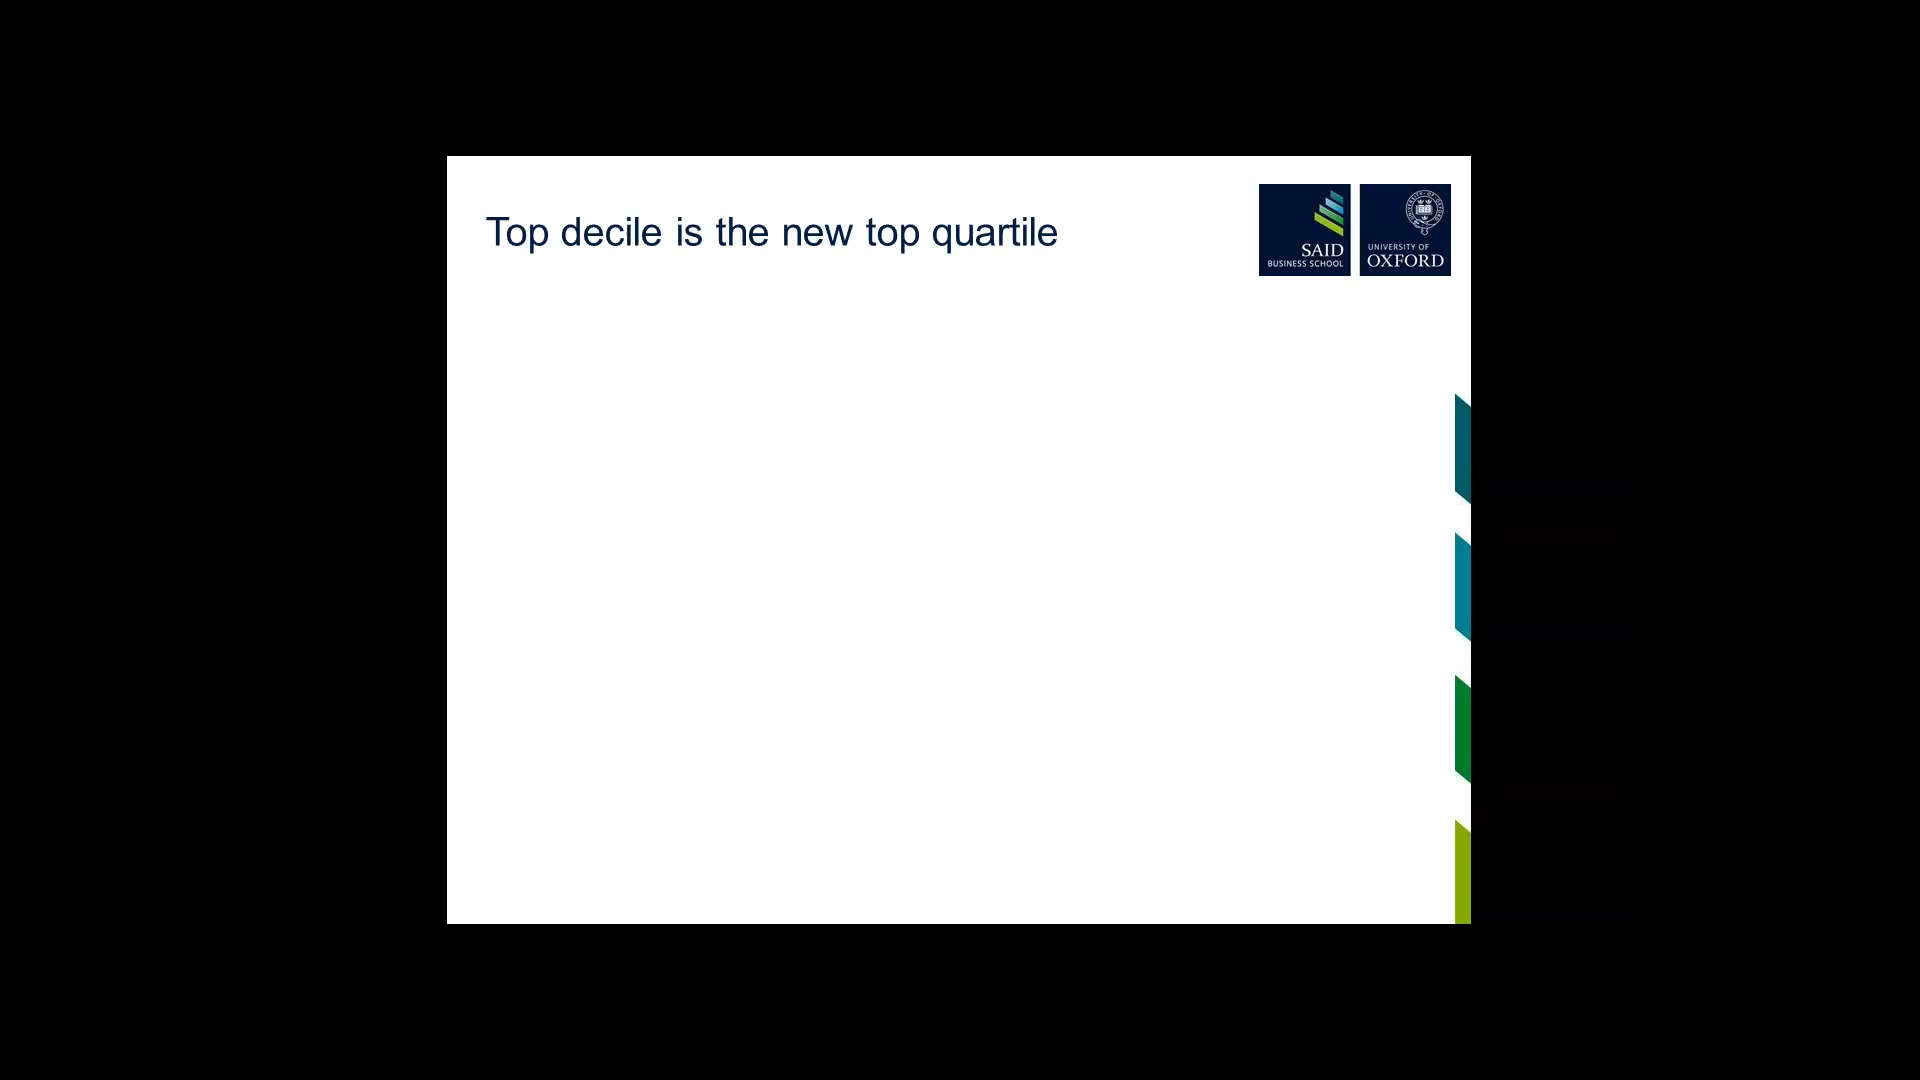 Top decile is the new top quartile
SAID
BUSINESS SCHOOL
UNIVERSITY OF
OXFORD